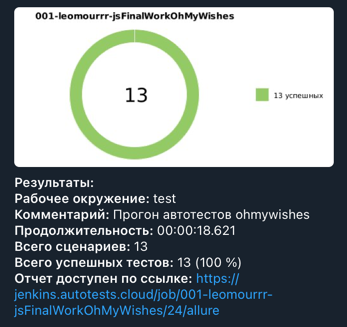 001-leomourrr-jsFinalWorkOhMyWishes
13
13 успешных
Результаты:
Рабочее окружение: test
Комментарий: Прогон автотестов ohmywishes
Продолжительность: 00:00:18.621
Всего сценариев: 13
Всего успешных тестов: 13 (100 %)
Отчет доступен по ссылке: https://
jenkins.autotests.cloud/job/001-leomourrr-
jsFinalWorkOhMyWishes/24/allure